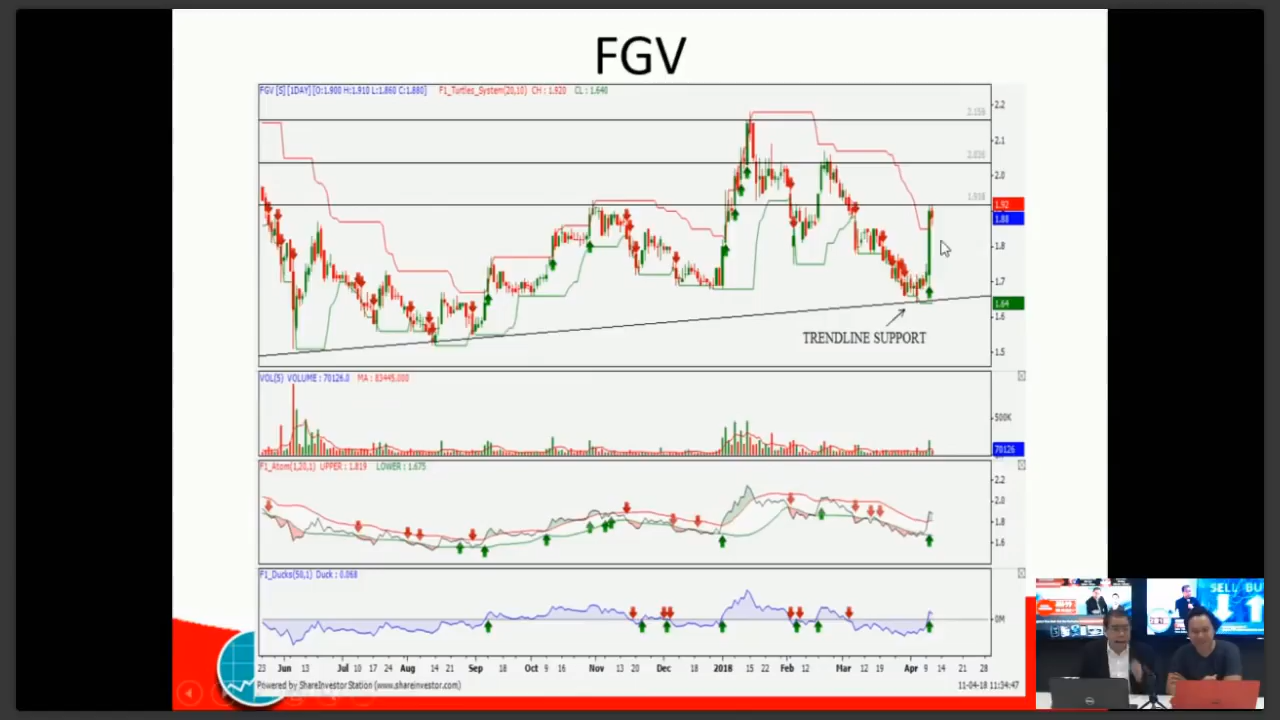 FGV
FGV [S] [1DAY] [O:1.900 H:1.910 L:1.860 C:1.880] F1_Turtles_System(20,10) CH : 1.920 CL : 1.640
2.2
2.1
2.0
1.92
1.88
1.8
1.7
1.64
1.6
1.5
TRENDLINE SUPPORT
VOL(5) VOLUME : 70126.0 MA : 83445.000
500K
70126
F1_Atom(1,20,1) UPPER : 1.819 LOWER : 1.675
2.2
2.0
1.8
1.6
F1_Ducks(50,1) Duck : 0.068
0M
23 Jun 13 Jul 10 17 24 Aug 14 21 Sep 18 Oct 9 16 Nov 13 20 Dec 12 2018 15 22 Feb 12 Mar 12 19 Apr 9 14 21 28
Powered by ShareInvestor Station (www.shareinvestor.com)
11-04-18 11:34:47
SELL